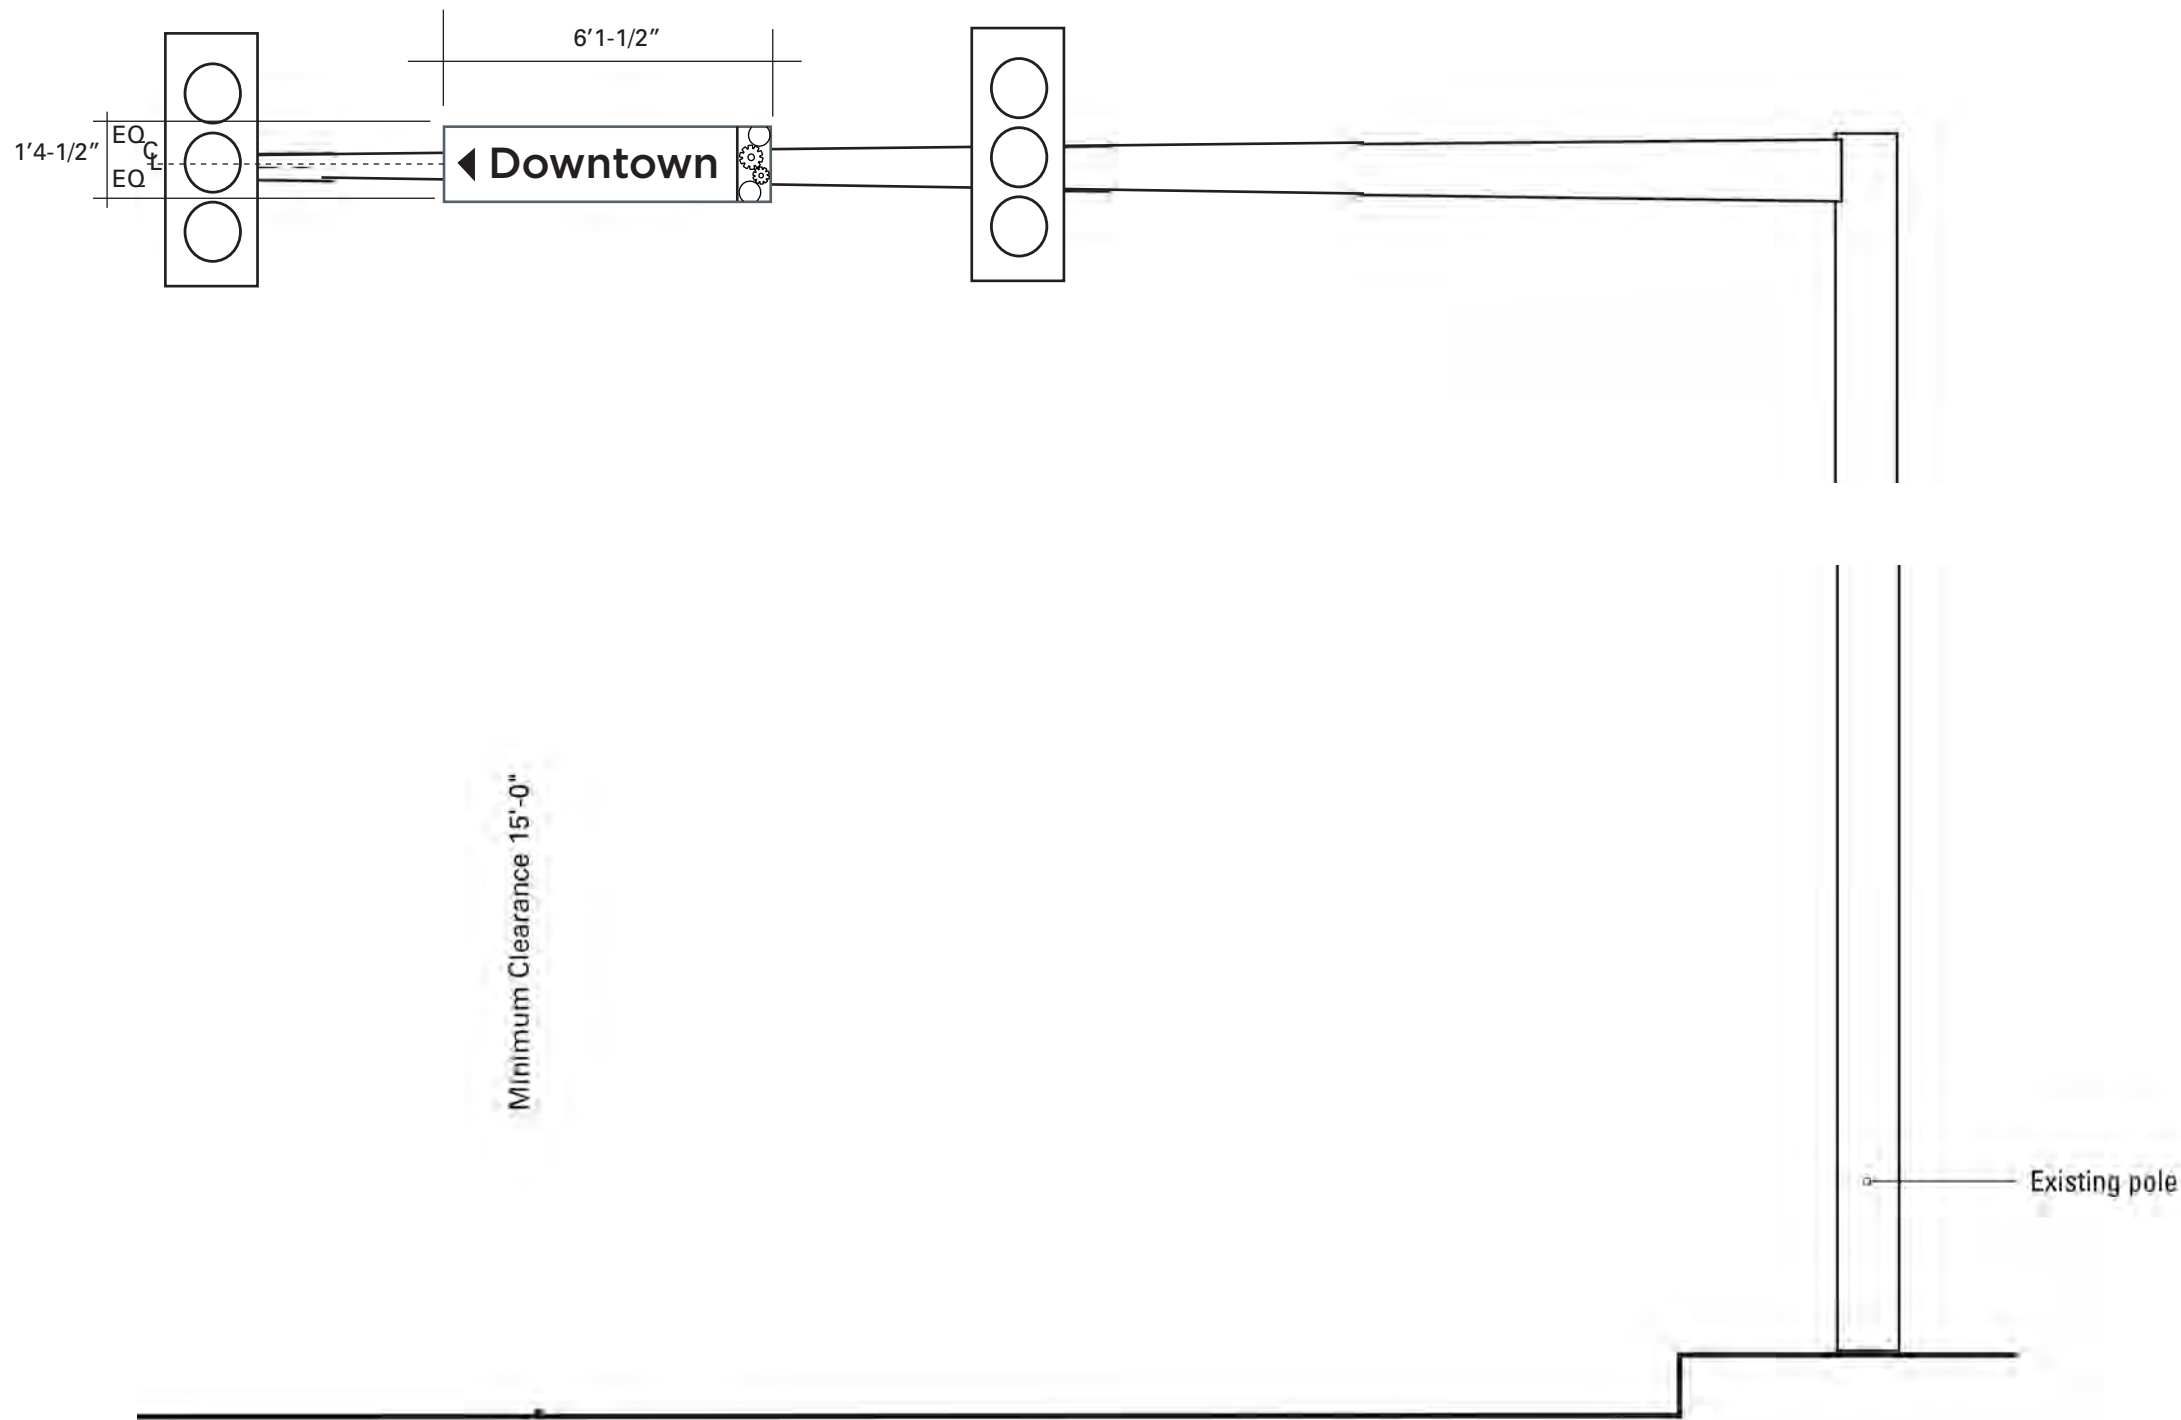 6’1-1/2”
EQ
1’4-1/2”
CL
EQ
Downtown
Minimum Clearance 15'-0"
Existing pole